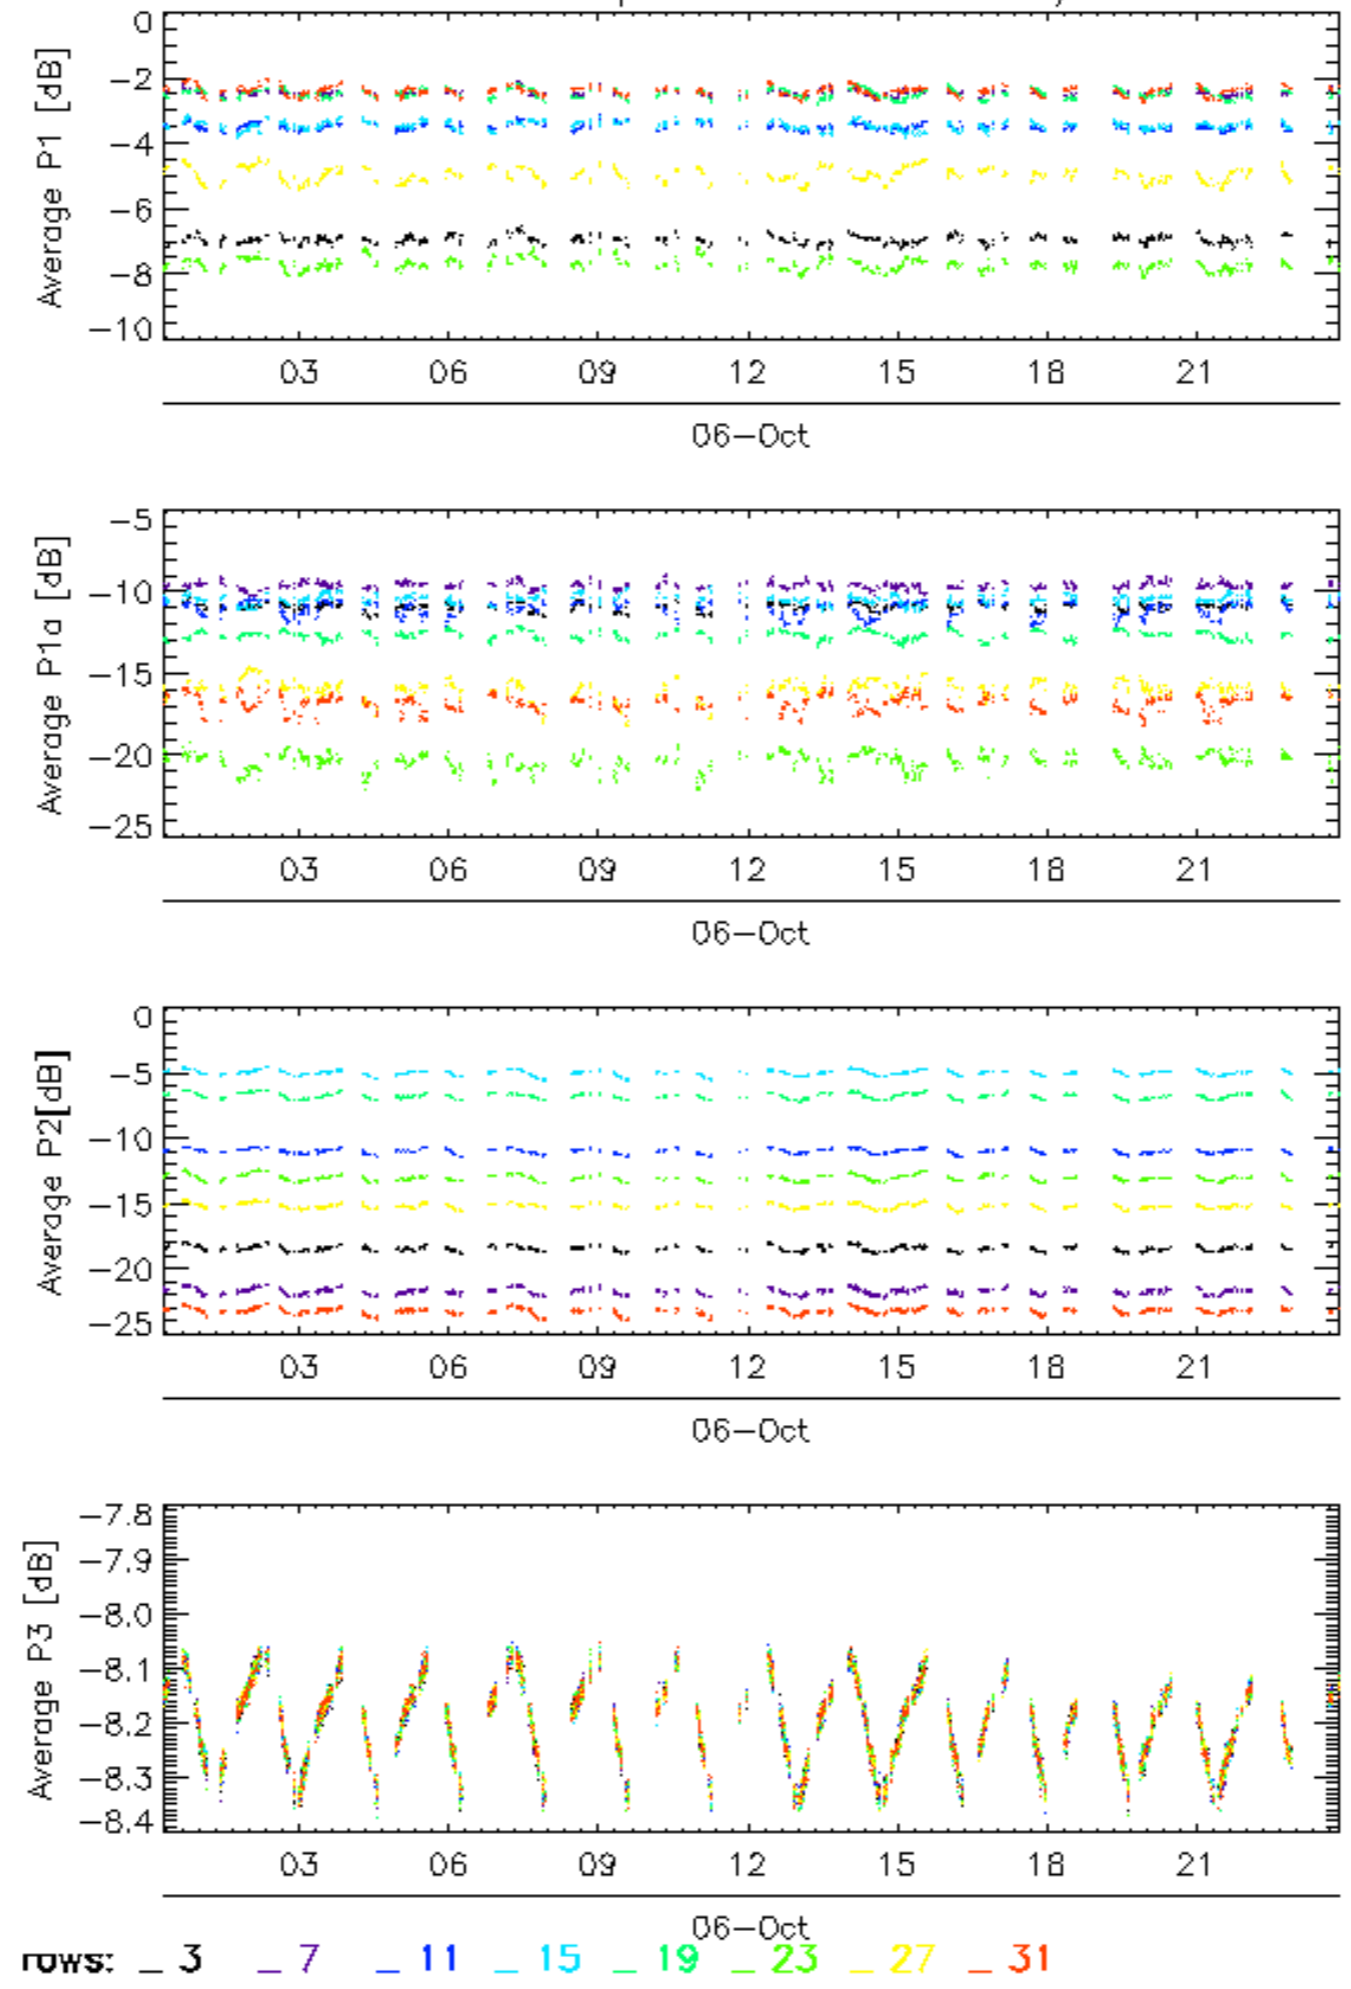 0
-2
-4
-6
-8
-10
Average P1 [dB]
03 06 09 12 15 18 21
06-Oct
-5
-10
-15
-20
-25
Average P1a [dB]
03 06 09 12 15 18 21
06-Oct
0
-5
-10
-15
-20
-25
Average P2[dB]
03 06 09 12 15 18 21
06-Oct
-7.8
-7.9
-8.0
-8.1
-8.2
-8.3
-8.4
Average P3 [dB]
03 06 09 12 15 18 21
06-Oct
rows: _ 3 _ 7 _ 11 _ 15 _ 19 _ 23 _ 27 _ 31